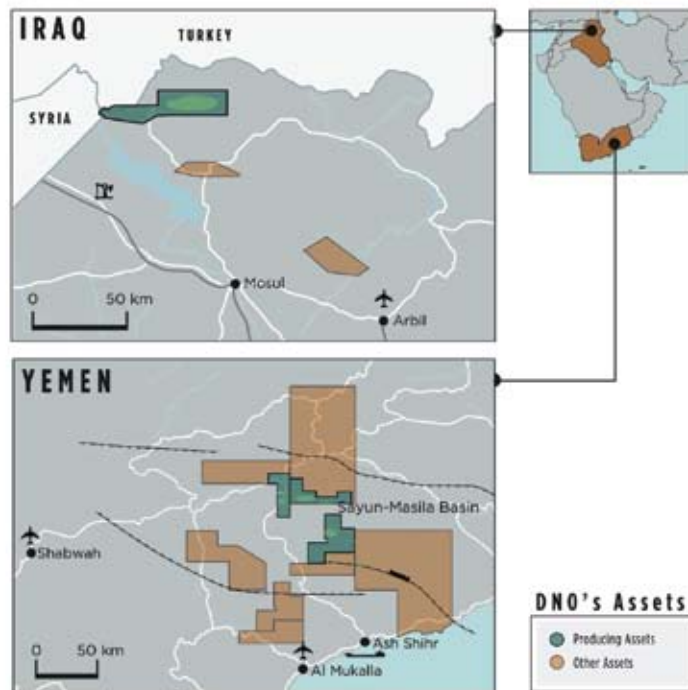 IRAQ
TURKEY
SYRIA
Mosul
0 50 km
Arbil
YEMEN
Sayun-Masila Basin
Shabwah
Ash Shihr
0 50 km
Al Mukalla
DNO's Assets
Producing Assets
Other Assets